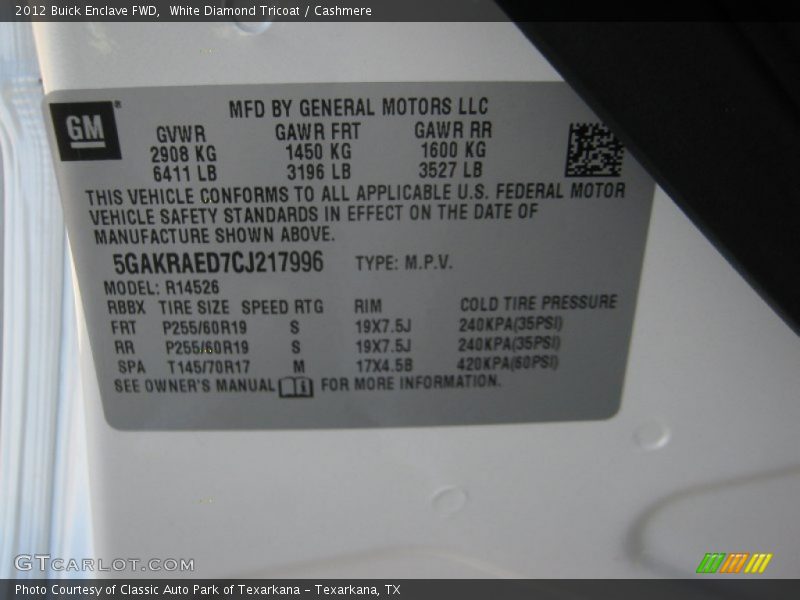 2012 Buick Enclave FWD,  White Diamond Tricoat / Cashmere
GM
MFD BY GENERAL MOTORS LLC
GVWR GAWR FRT GAWR RR
2908 KG 1450 KG 1600 KG
6411 LB 3196 LB 3527 LB
THIS VEHICLE CONFORMS TO ALL APPLICABLE U.S. FEDERAL MOTOR
VEHICLE SAFETY STANDARDS IN EFFECT ON THE DATE OF
MANUFACTURE SHOWN ABOVE.
5GAKRAED7CJ217996 TYPE: M.P.V.
MODEL: R14526
RBBX TIRE SIZE SPEED RTG RIM COLD TIRE PRESSURE
FRT P255/60R19 S 19X7.5J 240KPA(35PSI)
RR P255/60R19 S 19X7.5J 240KPA(35PSI)
SPA T145/70R17 M 17X4.5B 420KPA(60PSI)
SEE OWNER'S MANUAL FOR MORE INFORMATION.
GTCARLOT.COM
Photo Courtesy of Classic Auto Park of Texarkana – Texarkana, TX